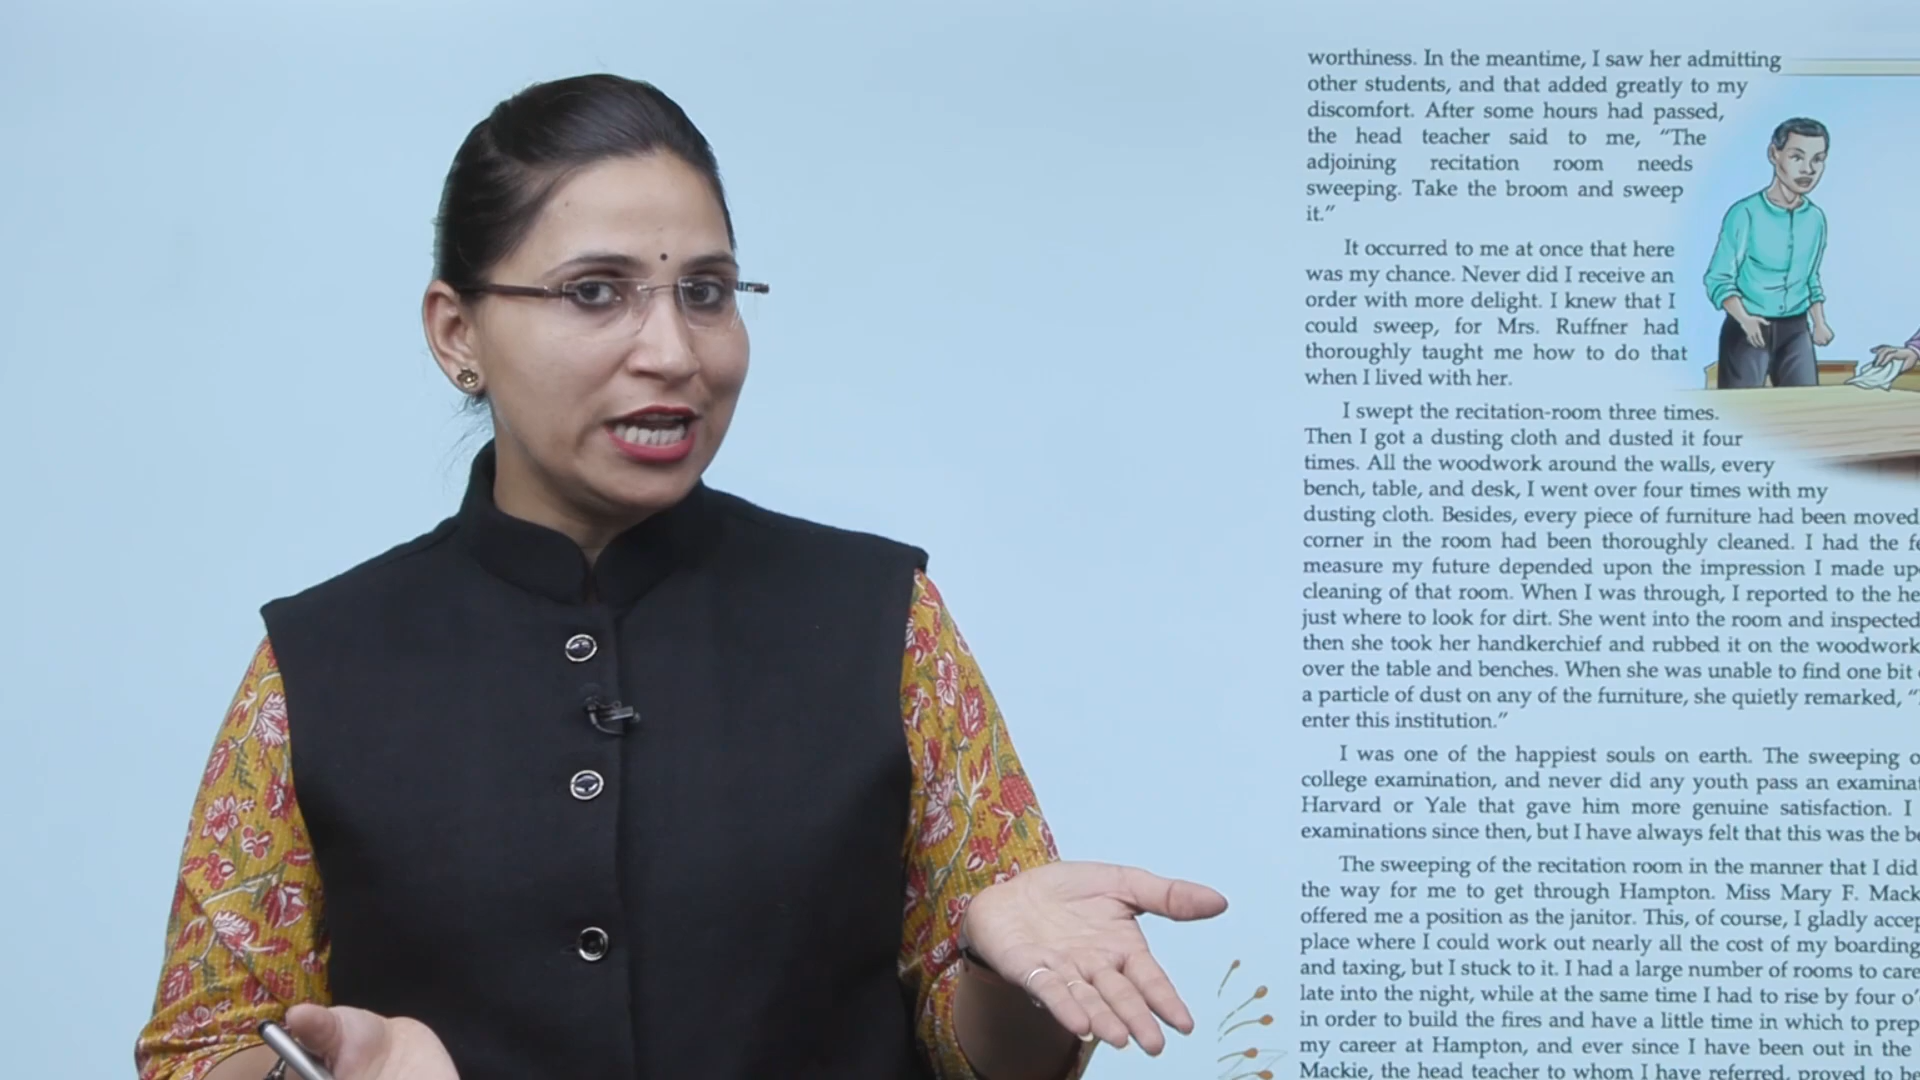 worthiness. In the meantime, I saw her admitting
other students, and that added greatly to my
discomfort. After some hours had passed,
the head teacher said to me, "The
adjoining recitation room needs
sweeping. Take the broom and sweep
it."
It occurred to me at once that here
was my chance. Never did I receive an
order with more delight. I knew that I
could sweep, for Mrs. Ruffner had
thoroughly taught me how to do that
when I lived with her.
I swept the recitation-room three times.
Then I got a dusting cloth and dusted it four
times. All the woodwork around the walls, every
bench, table, and desk, I went over four times with my
dusting cloth. Besides, every piece of furniture had been moved
corner in the room had been thoroughly cleaned. I had the
measure my future depended upon the impression I made
cleaning of that room. When I was through, I reported to the
just where to look for dirt. She went into the room and inspected
then she took her handkerchief and rubbed it on the woodwork
over the table and benches. When she was unable to find one bit
a particle of dust on any of the furniture, she quietly remarked, "
enter this institution."
I was one of the happiest souls on earth. The sweeping
college examination, and never did any youth pass an
Harvard or Yale that gave him more genuine satisfaction. I
examinations since then, but I have always felt that this was the
The sweeping of the recitation room in the manner that I did
the way for me to get through Hampton. Miss Mary F. Mack
offered me a position as the janitor. This, of course, I gladly
place where I could work out nearly all the cost of my boarding
and taxing, but I stuck to it. I had a large number of rooms to care
late into the night, while at the same time I had to rise by four
in order to build the fires and have a little time in which to
my career at Hampton, and ever since I have been out in the
Mackie, the head teacher to whom I have referred, proved to